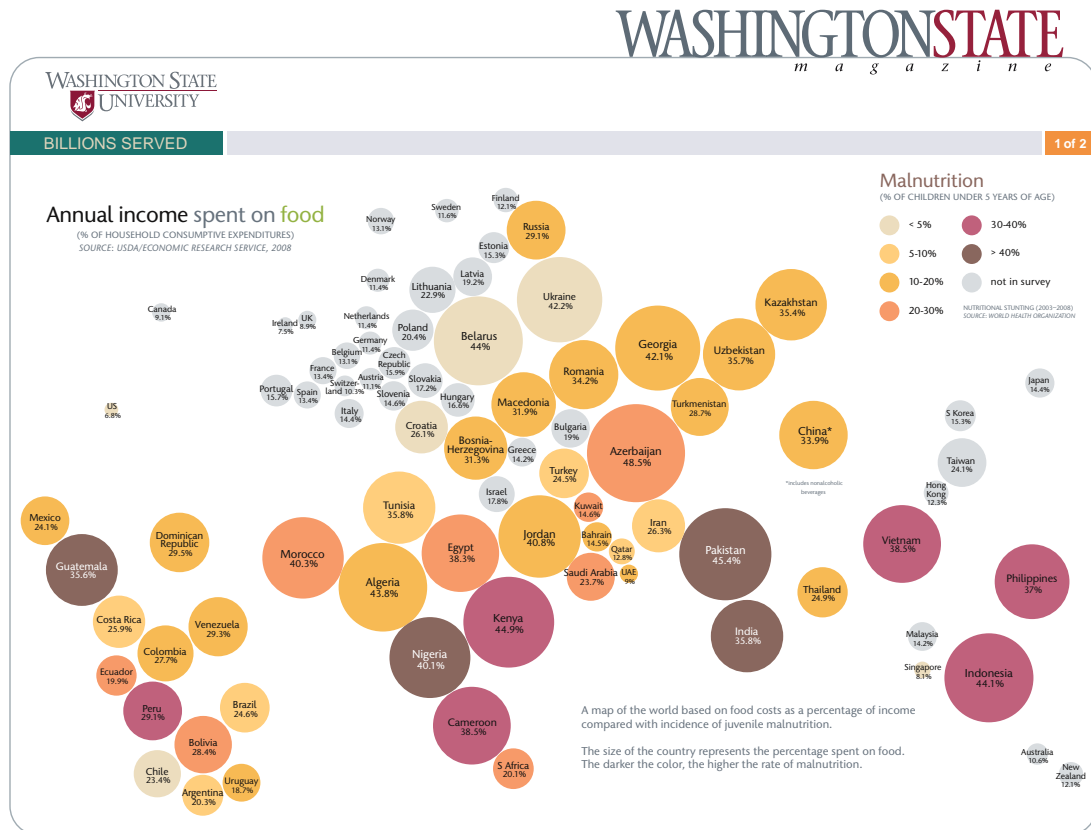 WASHINGTONSTATE
m a g a z i n e
WASHINGTON STATE
UNIVERSITY
BILLIONS SERVED
1 of 2
Annual income spent on food
(% OF HOUSEHOLD CONSUMPTIVE EXPENDITURES)
SOURCE: USDA/ECONOMIC RESEARCH SERVICE, 2008
Malnutrition
(% OF CHILDREN UNDER 5 YEARS OF AGE)
< 5%
5-10%
10-20%
20-30%
30-40%
> 40%
not in survey
NUTRITIONAL STUNTING (2003–2008)
SOURCE: WORLD HEALTH ORGANIZATION
Finland
12.1%
Sweden
11.6%
Norway
13.1%
Russia
29.1%
Estonia
15.3%
Latvia
19.2%
Denmark
11.4%
Lithuania
22.9%
Ukraine
42.2%
Kazakhstan
35.4%
Canada
9.1%
Ireland
7.5%
UK
8.9%
Netherlands
11.4%
Poland
20.4%
Belarus
44%
Georgia
42.1%
Uzbekistan
35.7%
Germany
11.4%
Belgium
13.1%
Czech
Republic
15.9%
France
13.4%
Switzer-
land 10.3%
Austria
11.1%
Slovakia
17.2%
Romania
34.2%
Japan
14.4%
Portugal
15.7%
Spain
13.4%
Slovenia
14.6%
Hungary
16.6%
Macedonia
31.9%
Turkmenistan
28.7%
US
6.8%
Italy
14.4%
Croatia
26.1%
Bulgaria
19%
China*
33.9%
S Korea
15.3%
Bosnia-
Herzegovina
31.3%
Greece
14.2%
Azerbaijan
48.5%
Taiwan
24.1%
Turkey
24.5%
*includes nonalcoholic
beverages
Hong
Kong
12.3%
Israel
17.8%
Tunisia
35.8%
Kuwait
14.6%
Mexico
24.1%
Dominican
Republic
29.5%
Iran
26.3%
Jordan
40.8%
Bahrain
14.5%
Qatar
12.8%
Vietnam
38.5%
Morocco
40.3%
Egypt
38.3%
Pakistan
45.4%
Guatemala
35.6%
Algeria
43.8%
Saudi Arabia
23.7%
UAE
9%
Philippines
37%
Thailand
24.9%
Costa Rica
25.9%
Venezuela
29.3%
Kenya
44.9%
India
35.8%
Malaysia
14.2%
Colombia
27.7%
Nigeria
40.1%
Ecuador
19.9%
Singapore
8.1%
Indonesia
44.1%
Peru
29.1%
Brazil
24.6%
Cameroon
38.5%
Bolivia
28.4%
Chile
23.4%
S Africa
20.1%
Uruguay
18.7%
Argentina
20.3%
Australia
10.6%
New
Zealand
12.1%
A map of the world based on food costs as a percentage of income
compared with incidence of juvenile malnutrition.
The size of the country represents the percentage spent on food.
The darker the color, the higher the rate of malnutrition.